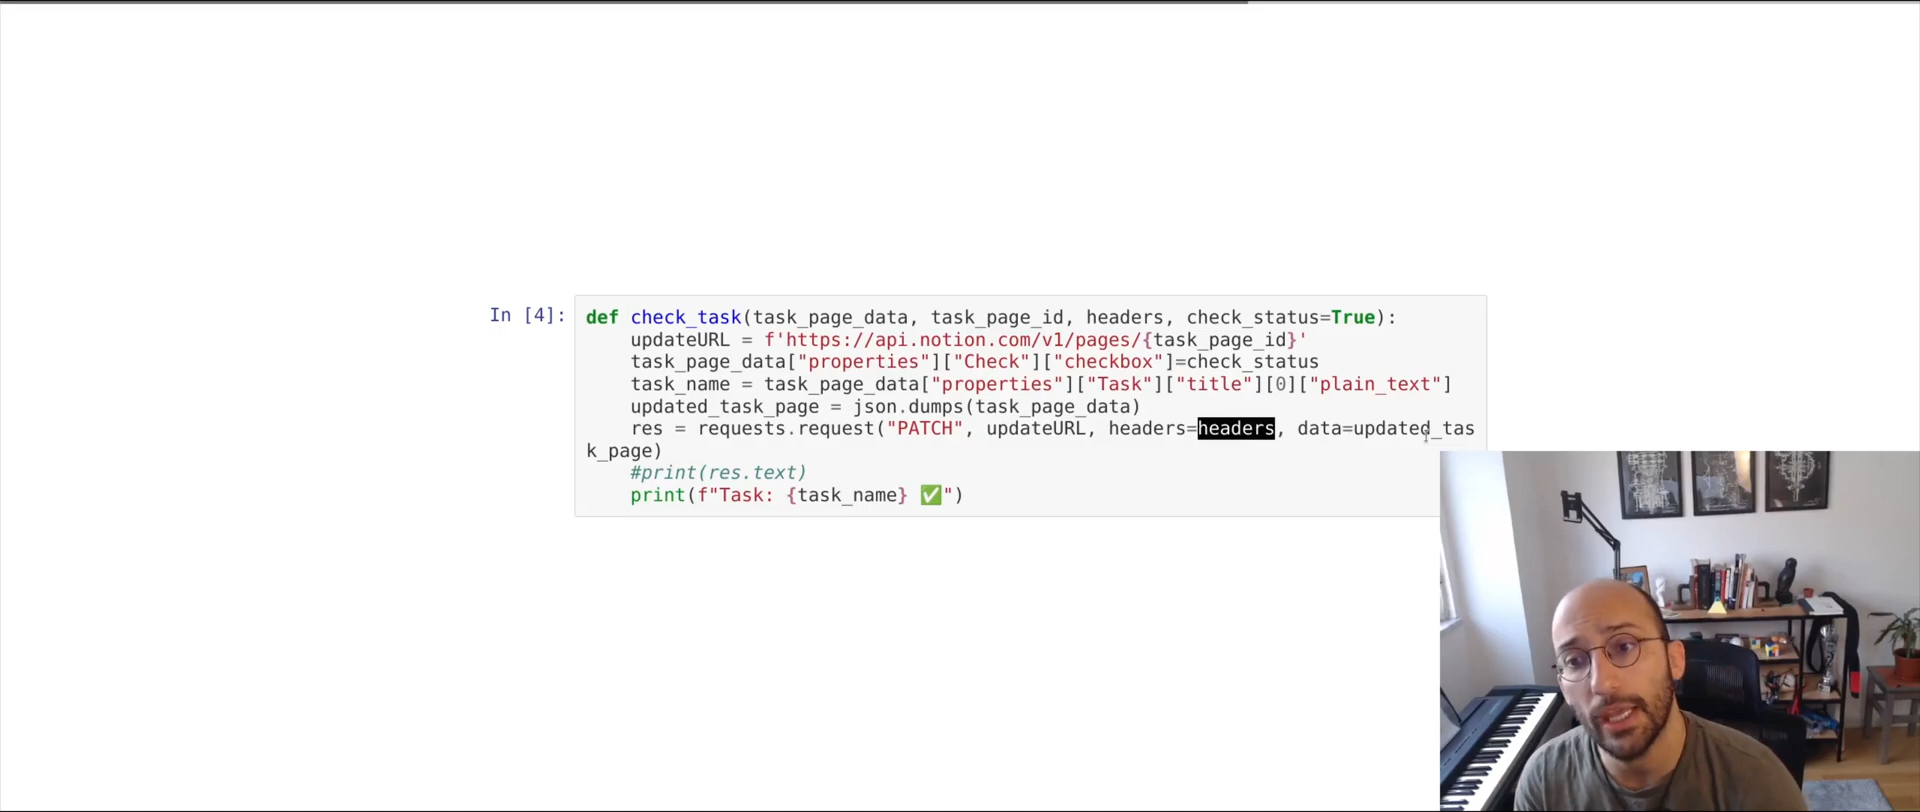 In [4]:
def check_task(task_page_data, task_page_id, headers, check_status=True):
    updateURL = f'https://api.notion.com/v1/pages/{task_page_id}'
    task_page_data["properties"]["Check"]["checkbox"]=check_status
    task_name = task_page_data["properties"]["Task"]["title"][0]["plain_text"]
    updated_task_page = json.dumps(task_page_data)
    res = requests.request("PATCH", updateURL, headers=headers, data=updated_tas
k_page)
    #print(res.text)
    print(f"Task: {task_name} ✅")